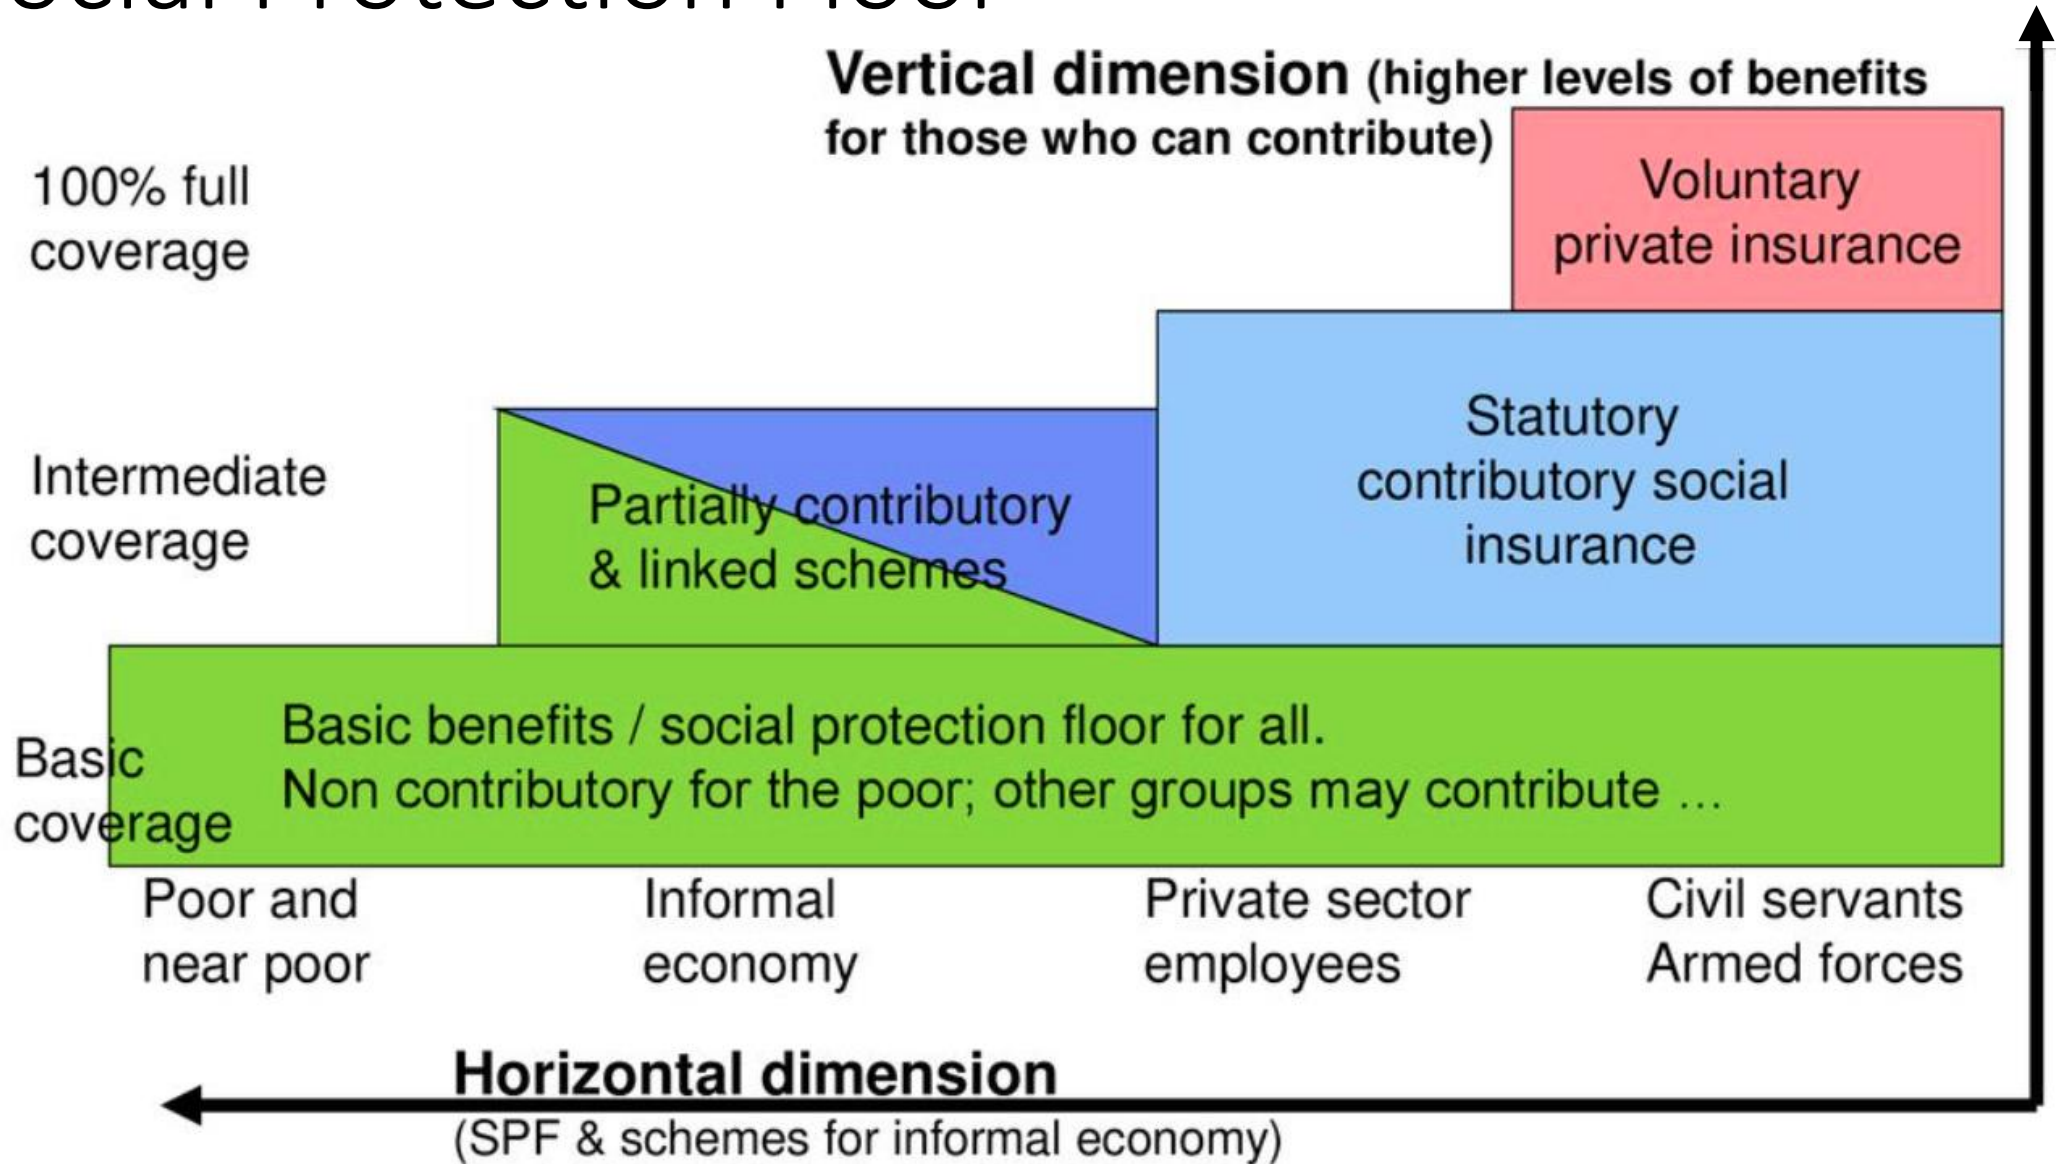 Protection Floor
Vertical dimension (higher levels of benefits
for those who can contribute)
100% full
coverage
Voluntary
private insurance
Intermediate
coverage
Partially contributory
& linked schemes
Statutory
contributory social
insurance
Basic
coverage
Basic benefits / social protection floor for all.
Non contributory for the poor; other groups may contribute ...
Poor and
near poor
Informal
economy
Private sector
employees
Civil servants
Armed forces
Horizontal dimension
(SPF & schemes for informal economy)